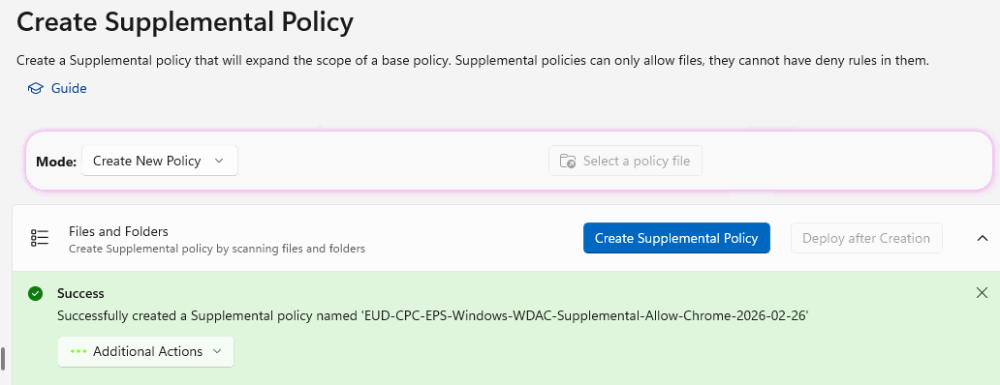 Create Supplemental Policy
Create a Supplemental policy that will expand the scope of a base policy. Supplemental policies can only allow files, they cannot have deny rules in them.
Guide
Mode: Create New Policy Select a policy file
Files and Folders
Create Supplemental policy by scanning files and folders
Create Supplemental Policy Deploy after Creation
Success
Successfully created a Supplemental policy named 'EUD-CPC-EPS-Windows-WDAC-Supplemental-Allow-Chrome-2026-02-26'
Additional Actions